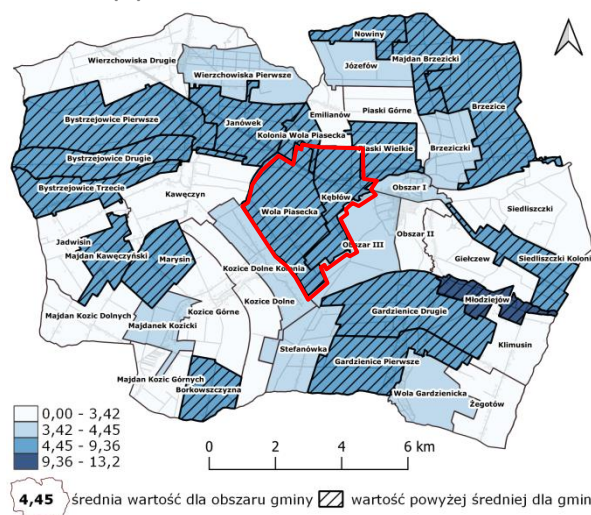 Nowiny
Wierzchowiska Drugie
Majdan Brzezicki
Józefów
Wierzchowiska Pierwsze
Emilianów
Piaski Górne
Brzezice
Bystrzejowice Pierwsze
Janówek
Kolonia Wola Piasecka
Piaski Wielkie
Brzeziczki
Bystrzejowice Drugie
Bystrzejowice Trzecie
Kawęczyn
Kębłów
Obszar I
Wola Piasecka
Siedliszczki
Jadwisin
Majdan Kawęczyński
Marysin
Obszar III
Obszar II
Giełczew
Siedliszczki Koloni
Kozice Dolne Kolonia
Kozice Dolne
Młodziejów
Majdan Kozic Dolnych
Majdanek Kozicki
Kozice Górne
Gardzienice Drugie
Klimusin
Stefanówka
Gardzienice Pierwsze
Majdan Kozic Górnych
Borkowszczyzna
Wola Gardzienicka
Żegotów
0,00 - 3,42
3,42 - 4,45
4,45 - 9,36
9,36 - 13,2
0 2 4 6 km
4,45 średnia wartość dla obszaru gminy wartość powyżej średniej dla gmin